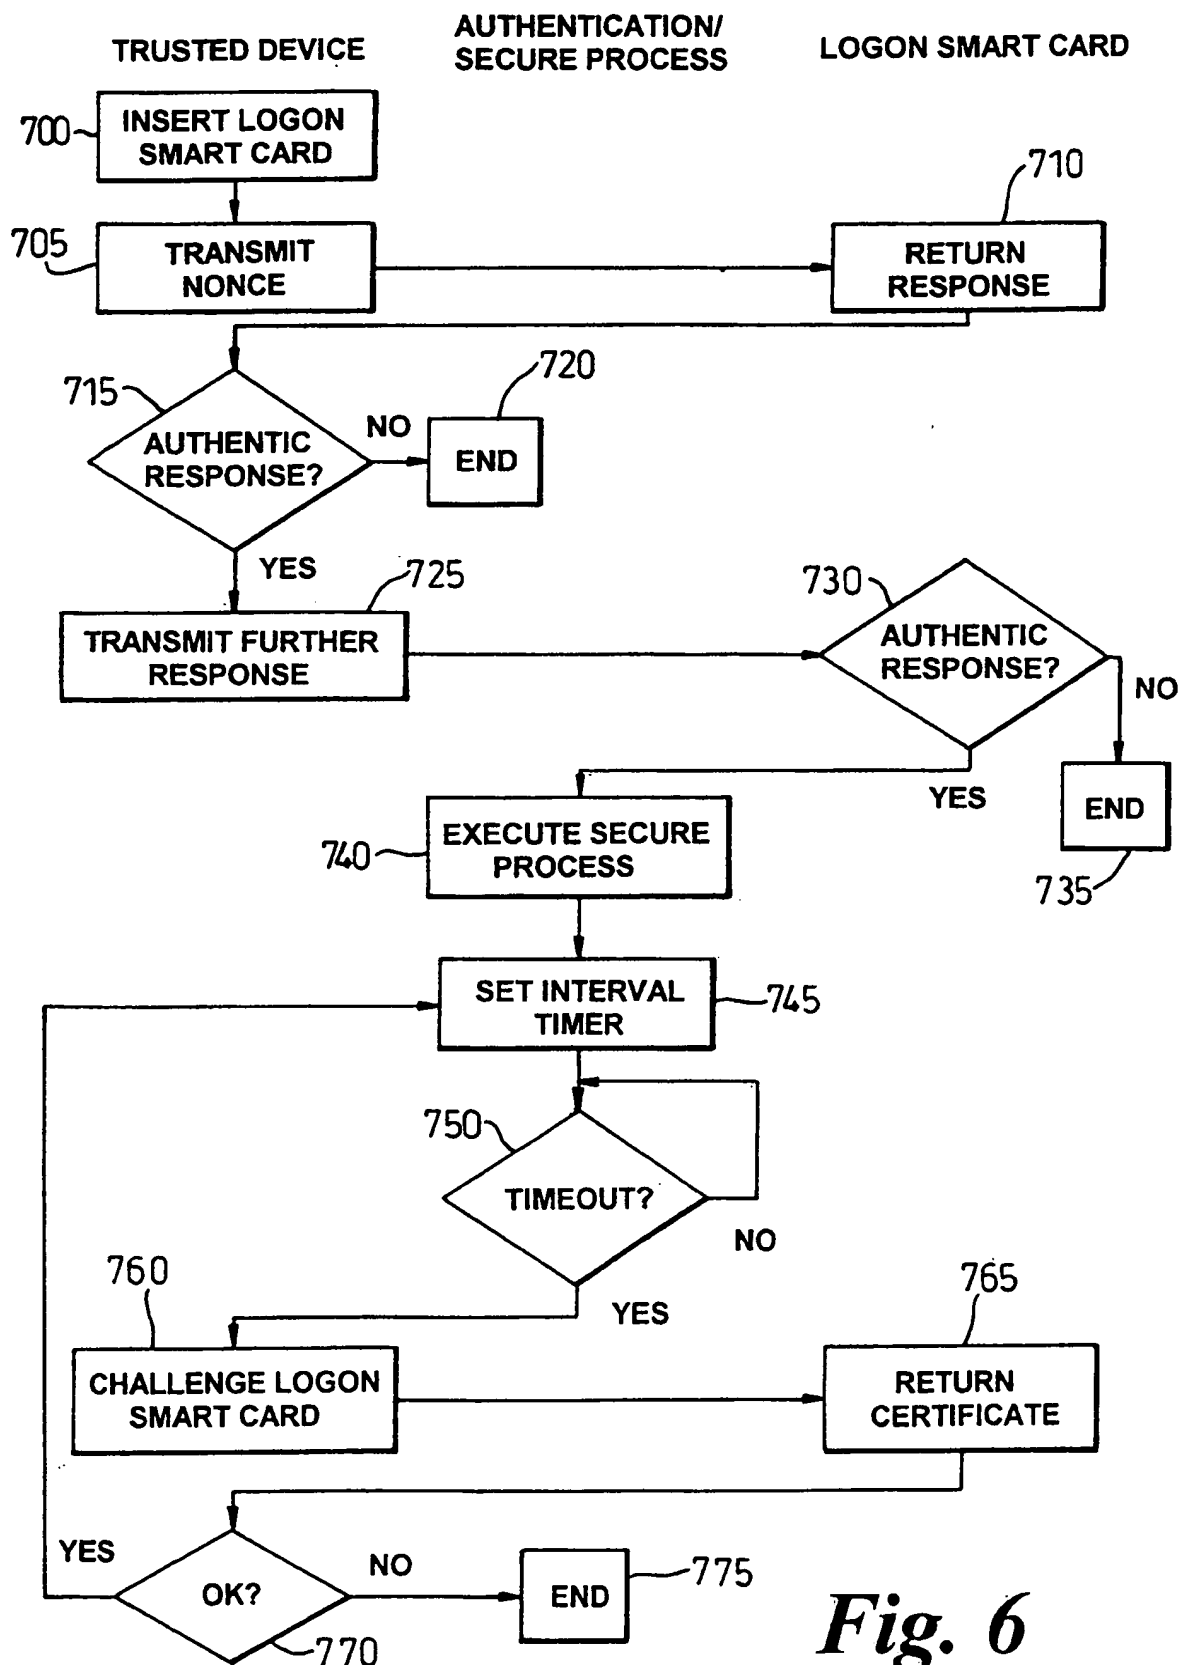 TRUSTED DEVICE
AUTHENTICATION/
SECURE PROCESS
LOGON SMART CARD
700
INSERT LOGON
SMART CARD
710
705
TRANSMIT
NONCE
RETURN
RESPONSE
715
720
AUTHENTIC
RESPONSE?
NO
END
YES
725
730
TRANSMIT FURTHER
RESPONSE
AUTHENTIC
RESPONSE?
NO
YES
END
735
740
EXECUTE SECURE
PROCESS
SET INTERVAL
TIMER
745
750
TIMEOUT?
NO
YES
760
765
CHALLENGE LOGON
SMART CARD
RETURN
CERTIFICATE
YES
OK?
NO
END
775
770
Fig. 6